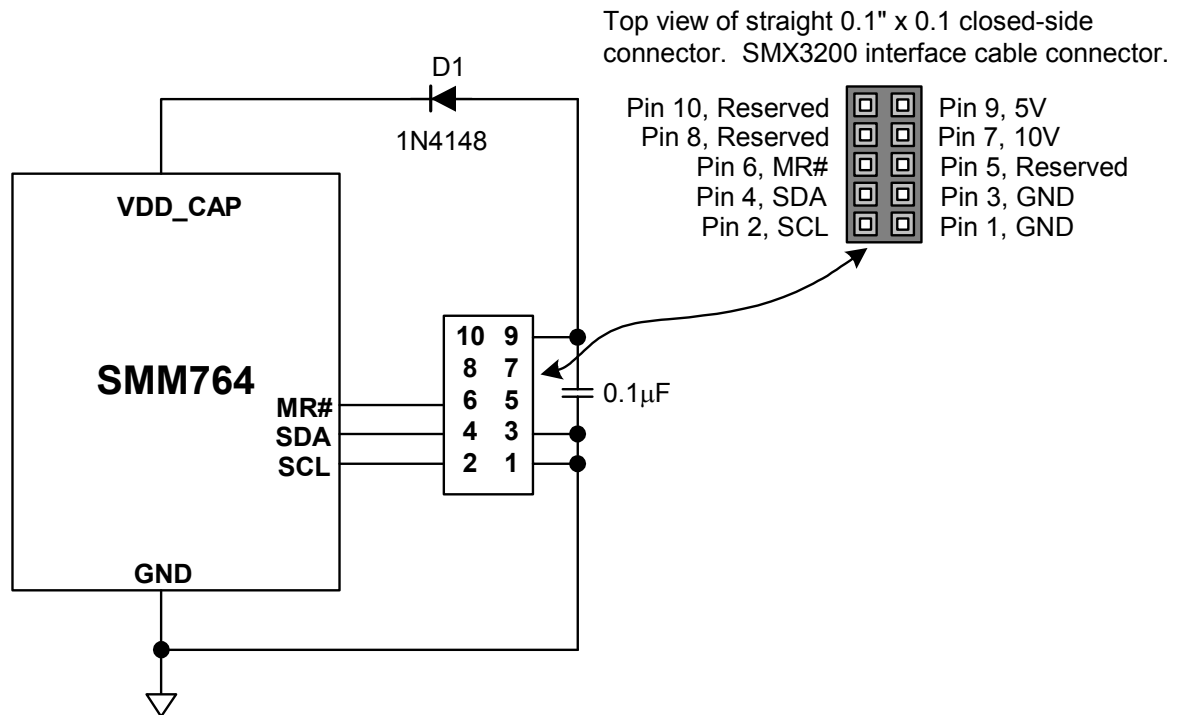 Top view of straight 0.1" x 0.1 closed-side
connector. SMX3200 interface cable connector.
D1
1N4148
Pin 10, Reserved
Pin 9, 5V
Pin 8, Reserved
Pin 7, 10V
Pin 6, MR#
Pin 5, Reserved
Pin 4, SDA
Pin 3, GND
Pin 2, SCL
Pin 1, GND
VDD_CAP
SMM764
MR#
SDA
SCL
GND
10 9
8 7
6 5
4 3
2 1
0.1µF